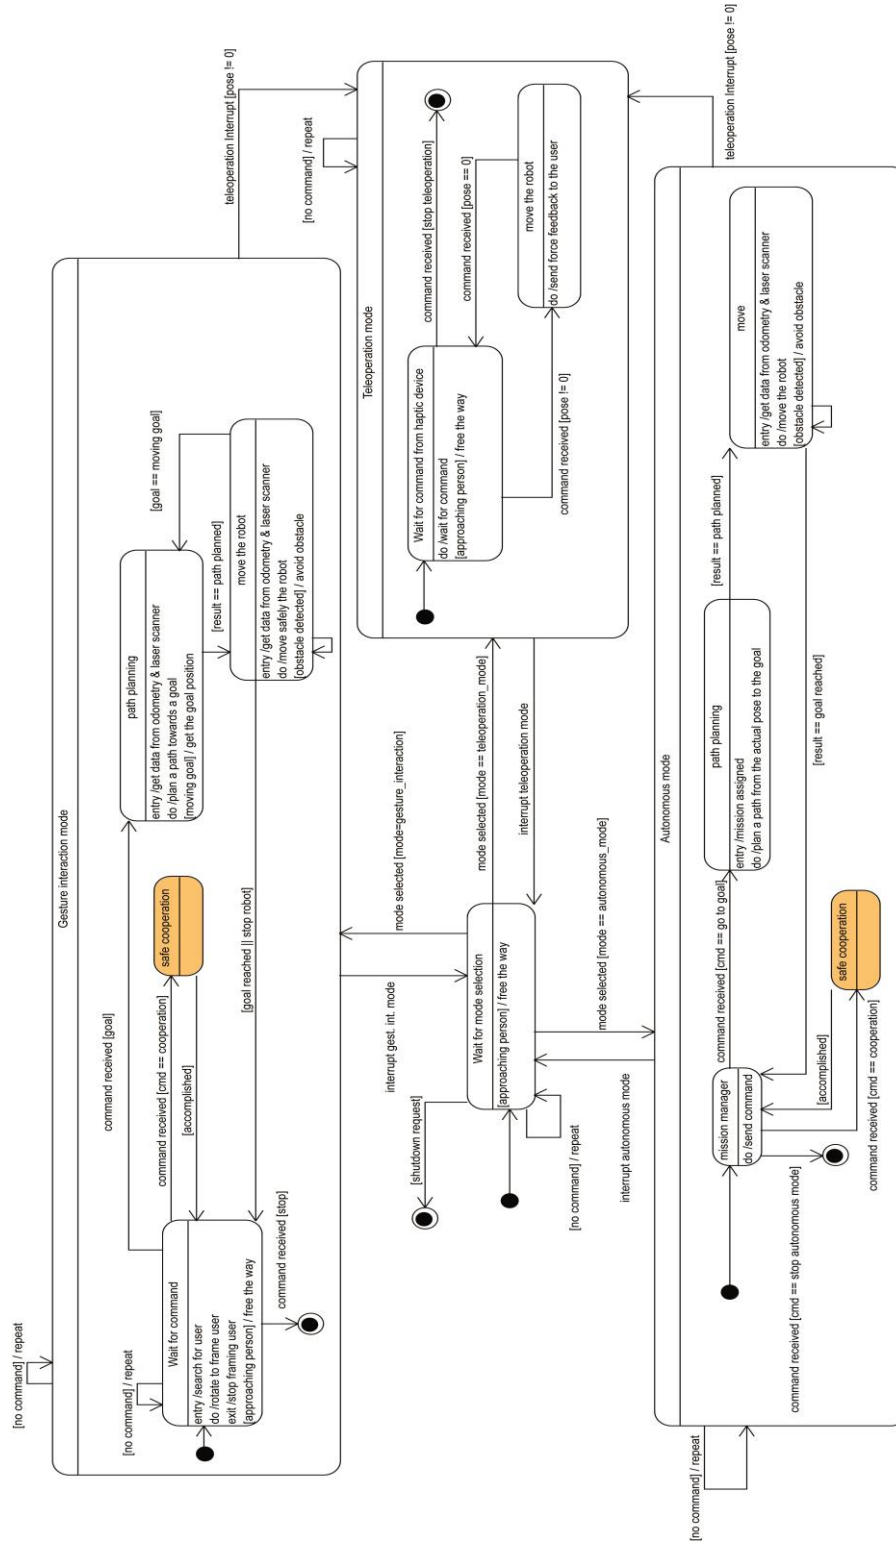 [no command] / repeat
Gesture interaction mode
teleoperation Interrupt [pose != 0]
[no command] / repeat
Wait for command
entry /search for user
do /rotate to frame user
exit /stop framing user
[approaching person] / free the way
command received [goal]
command received [cmd == cooperation]
safe cooperation
[accomplished]
command received [stop]
path planning
entry /get data from odometry & laser scanner
do /plan a path towards a goal
[moving goal] / get the goal position
[goal == moving goal]
[result == path planned]
move the robot
entry /get data from odometry & laser scanner
do /move safely the robot
[obstacle detected] / avoid obstacle
[goal reached || stop robot]
interrupt gest. int. mode
mode selected [mode=gesture_interaction]
[shutdown request]
Wait for mode selection
[approaching person] / free the way
[no command] / repeat
mode selected [mode == teleoperation_mode]
interrupt teleoperation mode
interrupt autonomous mode
mode selected [mode == autonomous_mode]
[no command] / repeat
Teleoperation mode
Wait for command from haptic device
do /wait for command
[approaching person] / free the way
command received [stop teleoperation]
command received [pose == 0]
move the robot
do /send force feedback to the user
command received [pose != 0]
teleoperation Interrupt [pose != 0]
[no command] / repeat
Autonomous mode
mission manager
do /send command
command received [cmd == go to goal]
path planning
entry /mission assigned
do /plan a path from the actual pose to the goal
[result == path planned]
move
entry /get data from odometry & laser scanner
do /move the robot
[obstacle detected] / avoid obstacle
[result == goal reached]
[accomplished]
safe cooperation
command received [cmd == cooperation]
command received [cmd == stop autonomous mode]